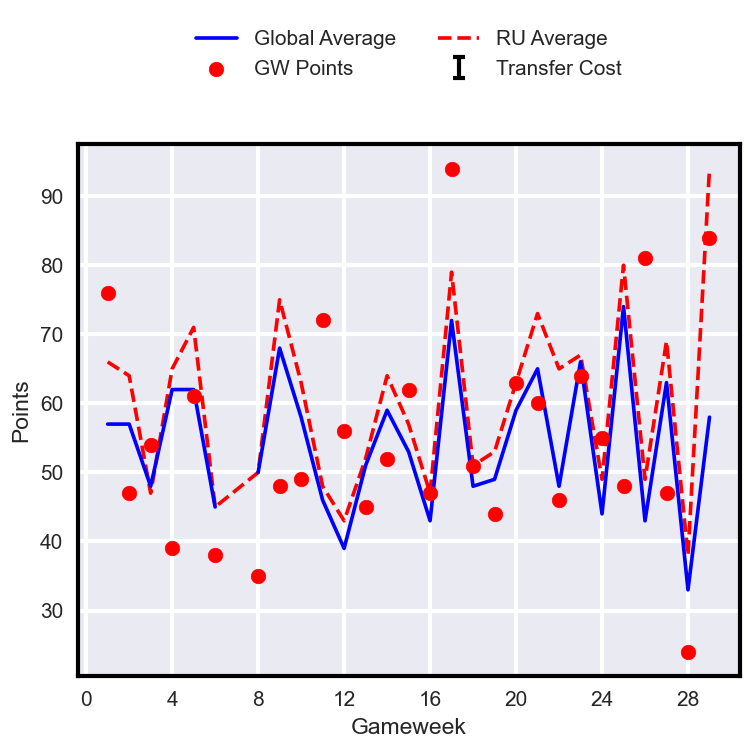 Global Average
RU Average
GW Points
Transfer Cost
90
80
70
60
50
40
30
Points
0 4 8 12 16 20 24 28
Gameweek